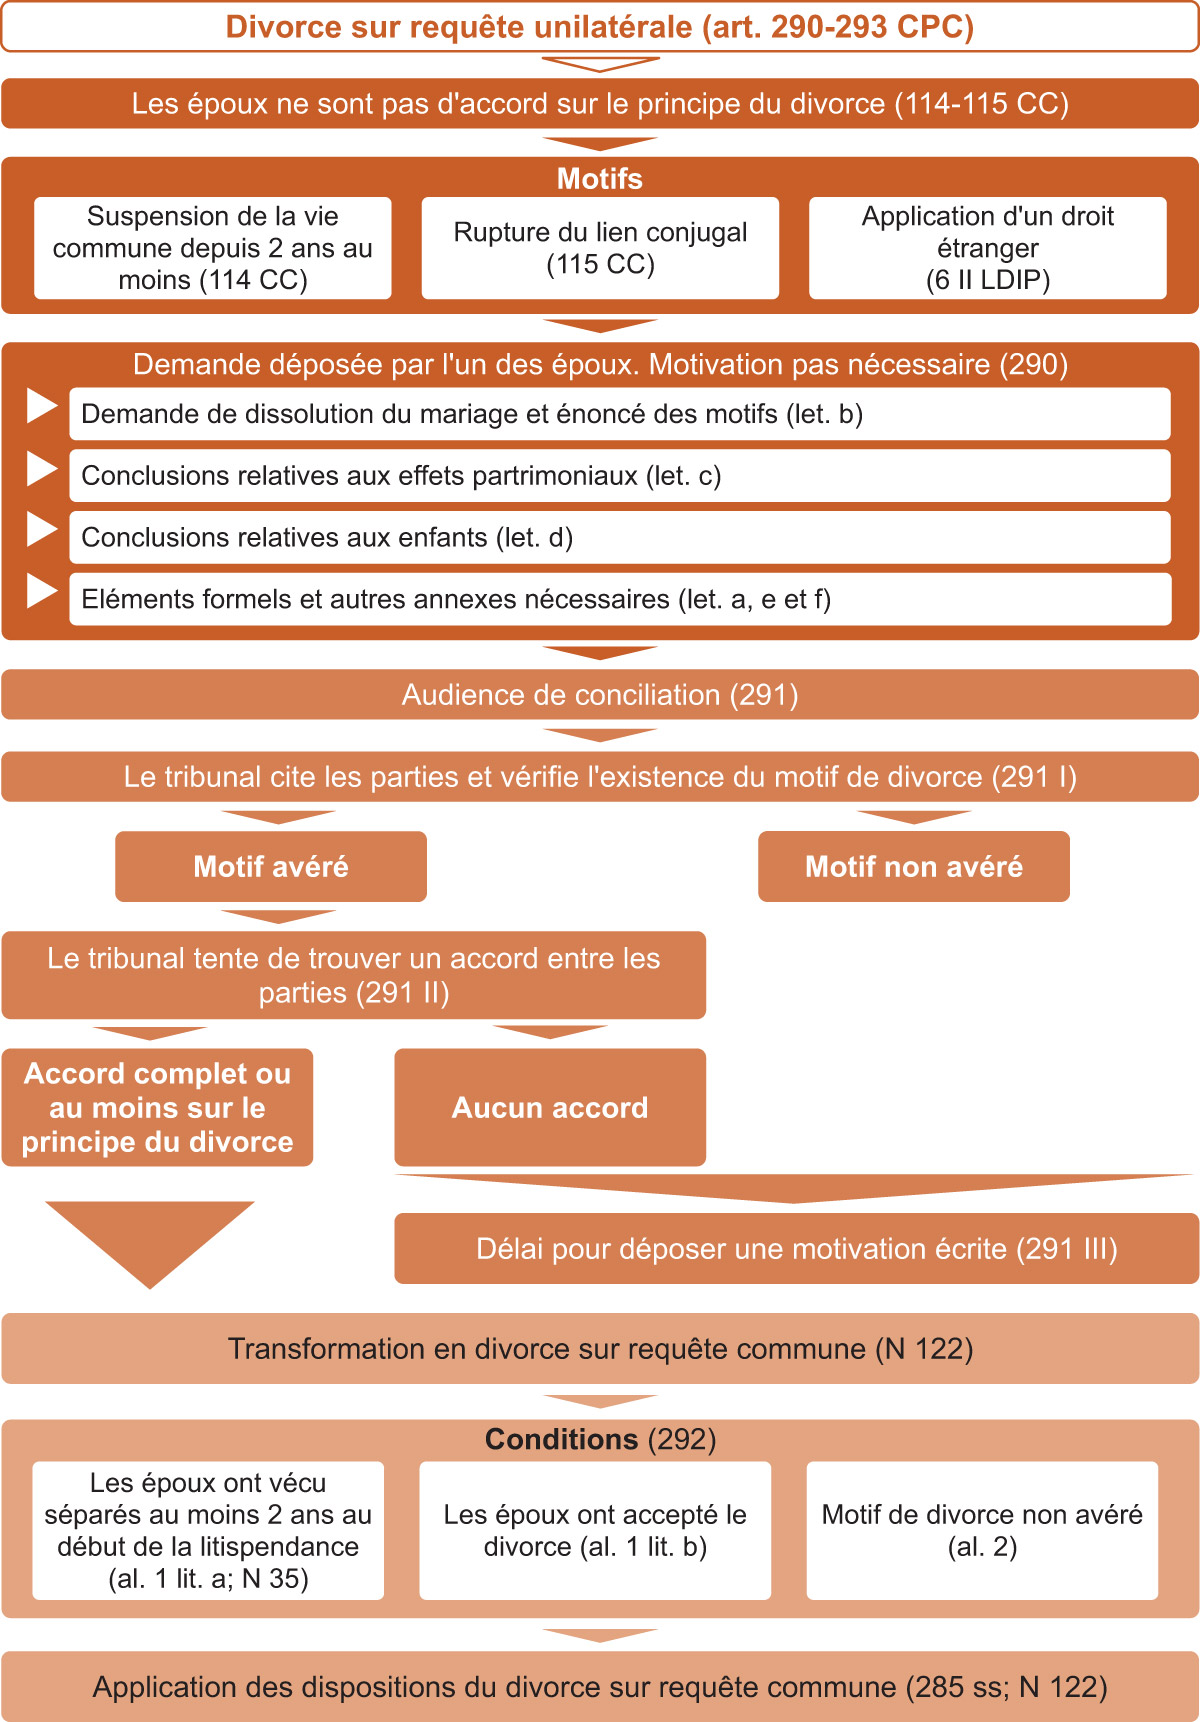 Divorce sur requête unilatérale (art. 290-293 CPC)
Les époux ne sont pas d'accord sur le principe du divorce (114-115 CC)
Motifs
Suspension de la vie
commune depuis 2 ans au
moins (114 CC)
Rupture du lien conjugal
(115 CC)
Application d'un droit
étranger
(6 II LDIP)
Demande déposée par l'un des époux. Motivation pas nécessaire (290)
Demande de dissolution du mariage et énoncé des motifs (let. b)
Conclusions relatives aux effets partrimoniaux (let. c)
Conclusions relatives aux enfants (let. d)
Eléments formels et autres annexes nécessaires (let. a, e et f)
Audience de conciliation (291)
Le tribunal cite les parties et vérifie l'existence du motif de divorce (291 I)
Motif avéré
Motif non avéré
Le tribunal tente de trouver un accord entre les
parties (291 II)
Accord complet ou
au moins sur le
principe du divorce
Aucun accord
Délai pour déposer une motivation écrite (291 III)
Transformation en divorce sur requête commune (N 122)
Conditions (292)
Les époux ont vécu
séparés au moins 2 ans au
début de la litispendance
(al. 1 lit. a; N 35)
Les époux ont accepté le
divorce (al. 1 lit. b)
Motif de divorce non avéré
(al. 2)
Application des dispositions du divorce sur requête commune (285 ss; N 122)